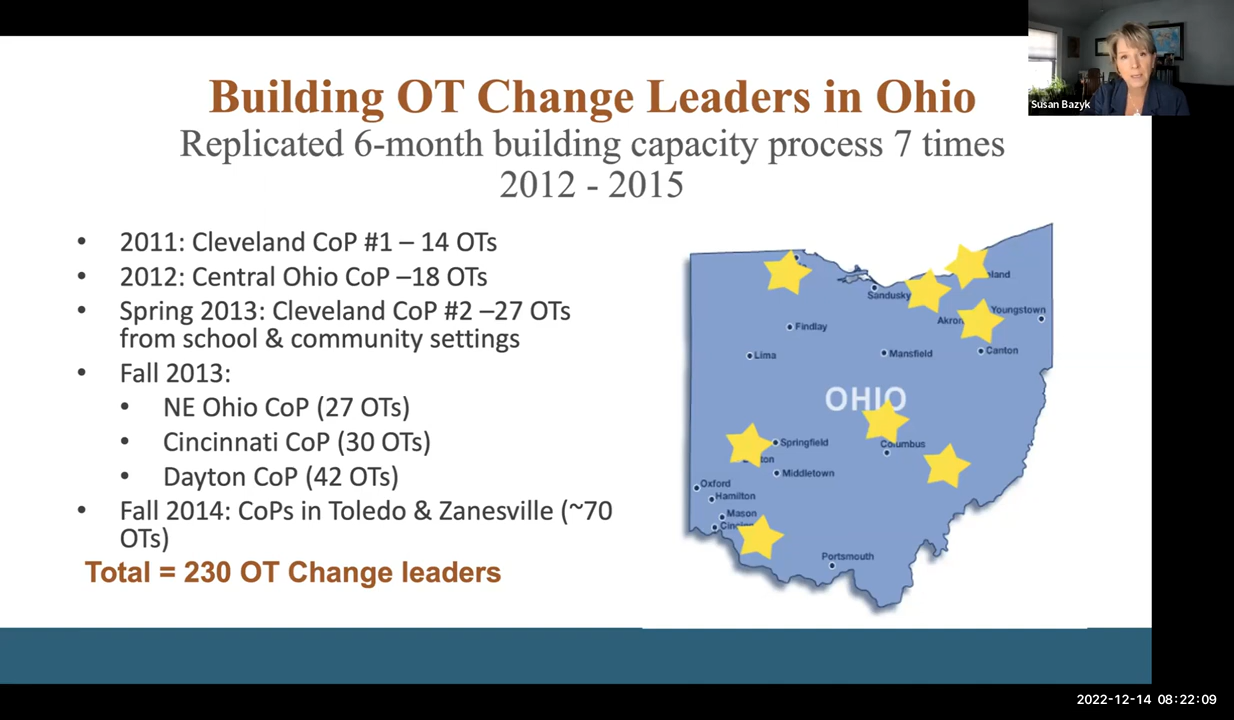 Susan Bazyk
Building OT Change Leaders in Ohio
Replicated 6-month building capacity process 7 times
2012 - 2015
• 2011: Cleveland CoP #1 – 14 OTs
• 2012: Central Ohio CoP –18 OTs
• Spring 2013: Cleveland CoP #2 –27 OTs
from school & community settings
• Fall 2013:
• NE Ohio CoP (27 OTs)
• Cincinnati CoP (30 OTs)
• Dayton CoP (42 OTs)
• Fall 2014: CoPs in Toledo & Zanesville (~70
OTs)
Total = 230 OT Change leaders
land
Sandusky
Youngstown
Akron
Findlay
Lima
Mansfield
Canton
OHIO
Springfield
Columbus
ton
Middletown
Oxford
Hamilton
Mason
Portsmouth
2022-12-14 08:22:09